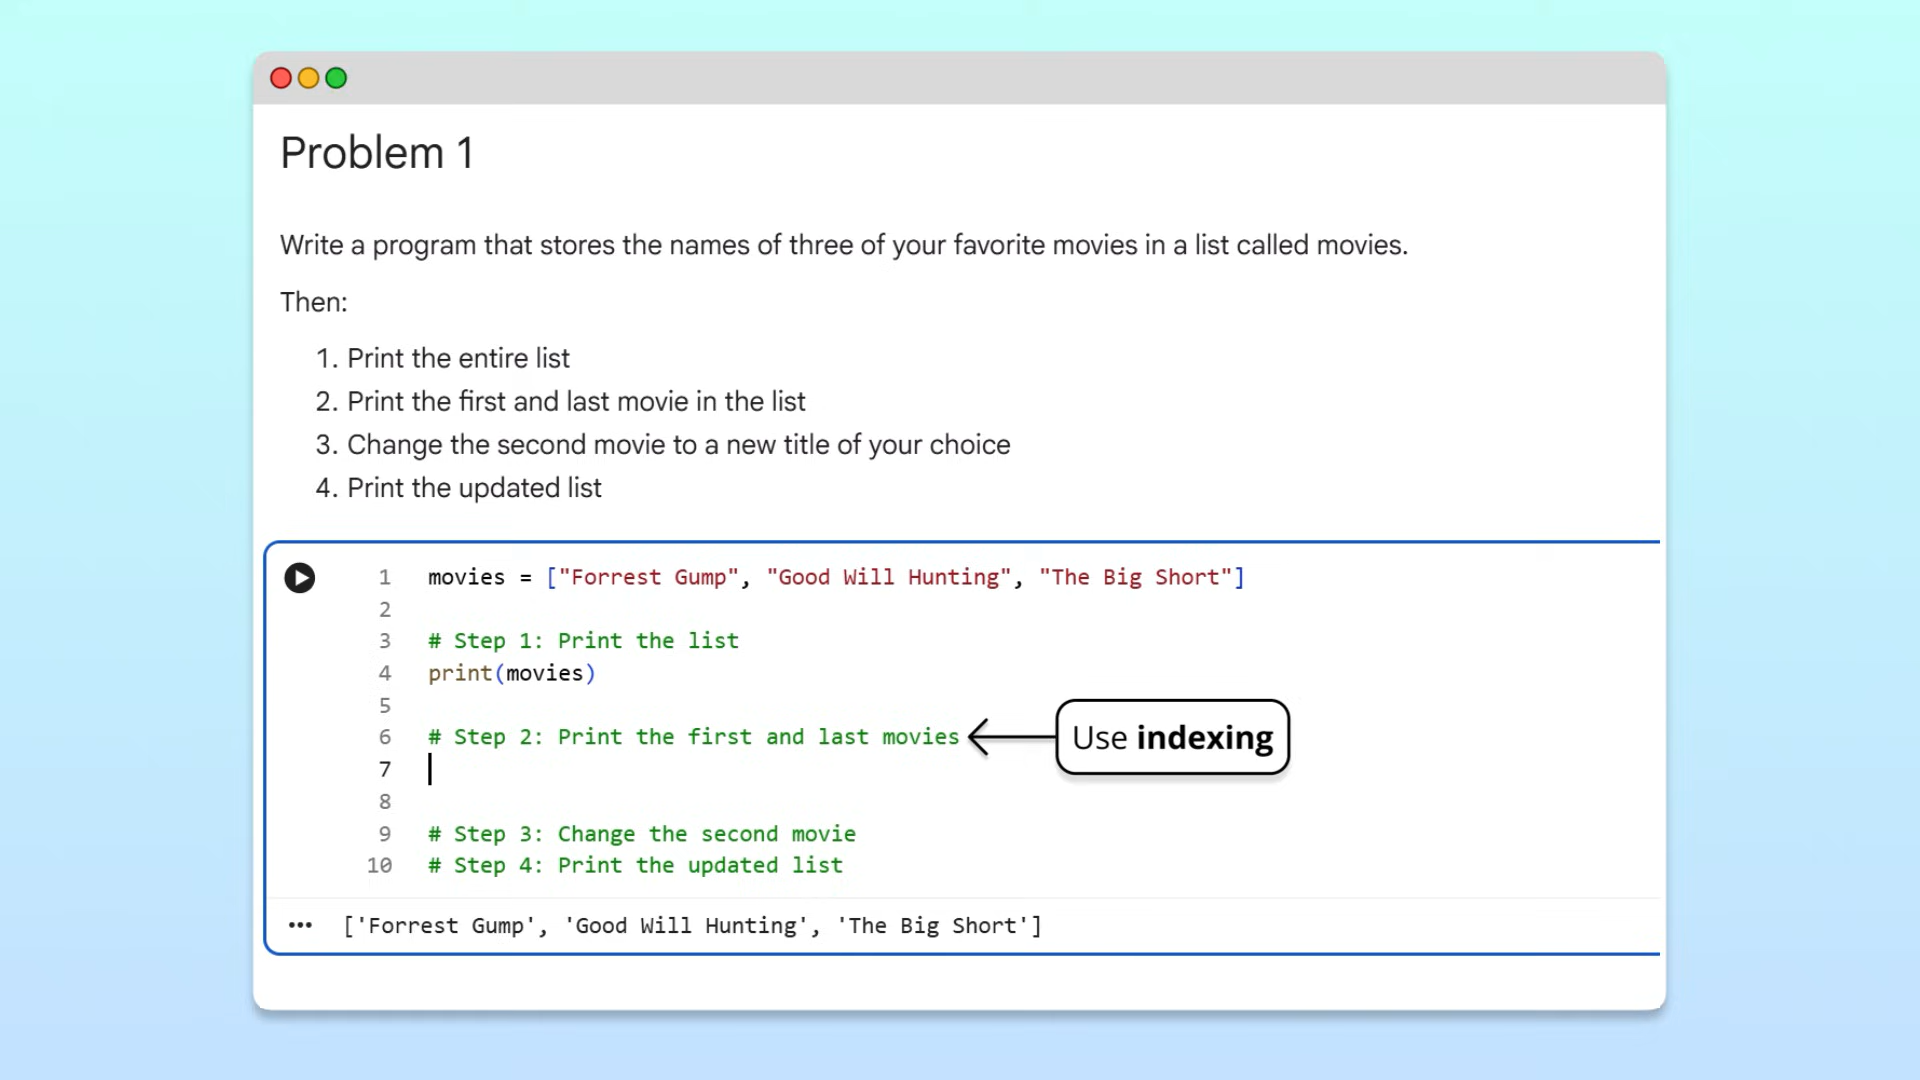 Problem 1
Write a program that stores the names of three of your favorite movies in a list called movies.
Then:
1. Print the entire list
2. Print the first and last movie in the list
3. Change the second movie to a new title of your choice
4. Print the updated list
1 movies = ["Forrest Gump", "Good Will Hunting", "The Big Short"]
2
3 # Step 1: Print the list
4 print(movies)
5
6 # Step 2: Print the first and last movies
Use indexing
7
8
9 # Step 3: Change the second movie
10 # Step 4: Print the updated list
['Forrest Gump', 'Good Will Hunting', 'The Big Short']